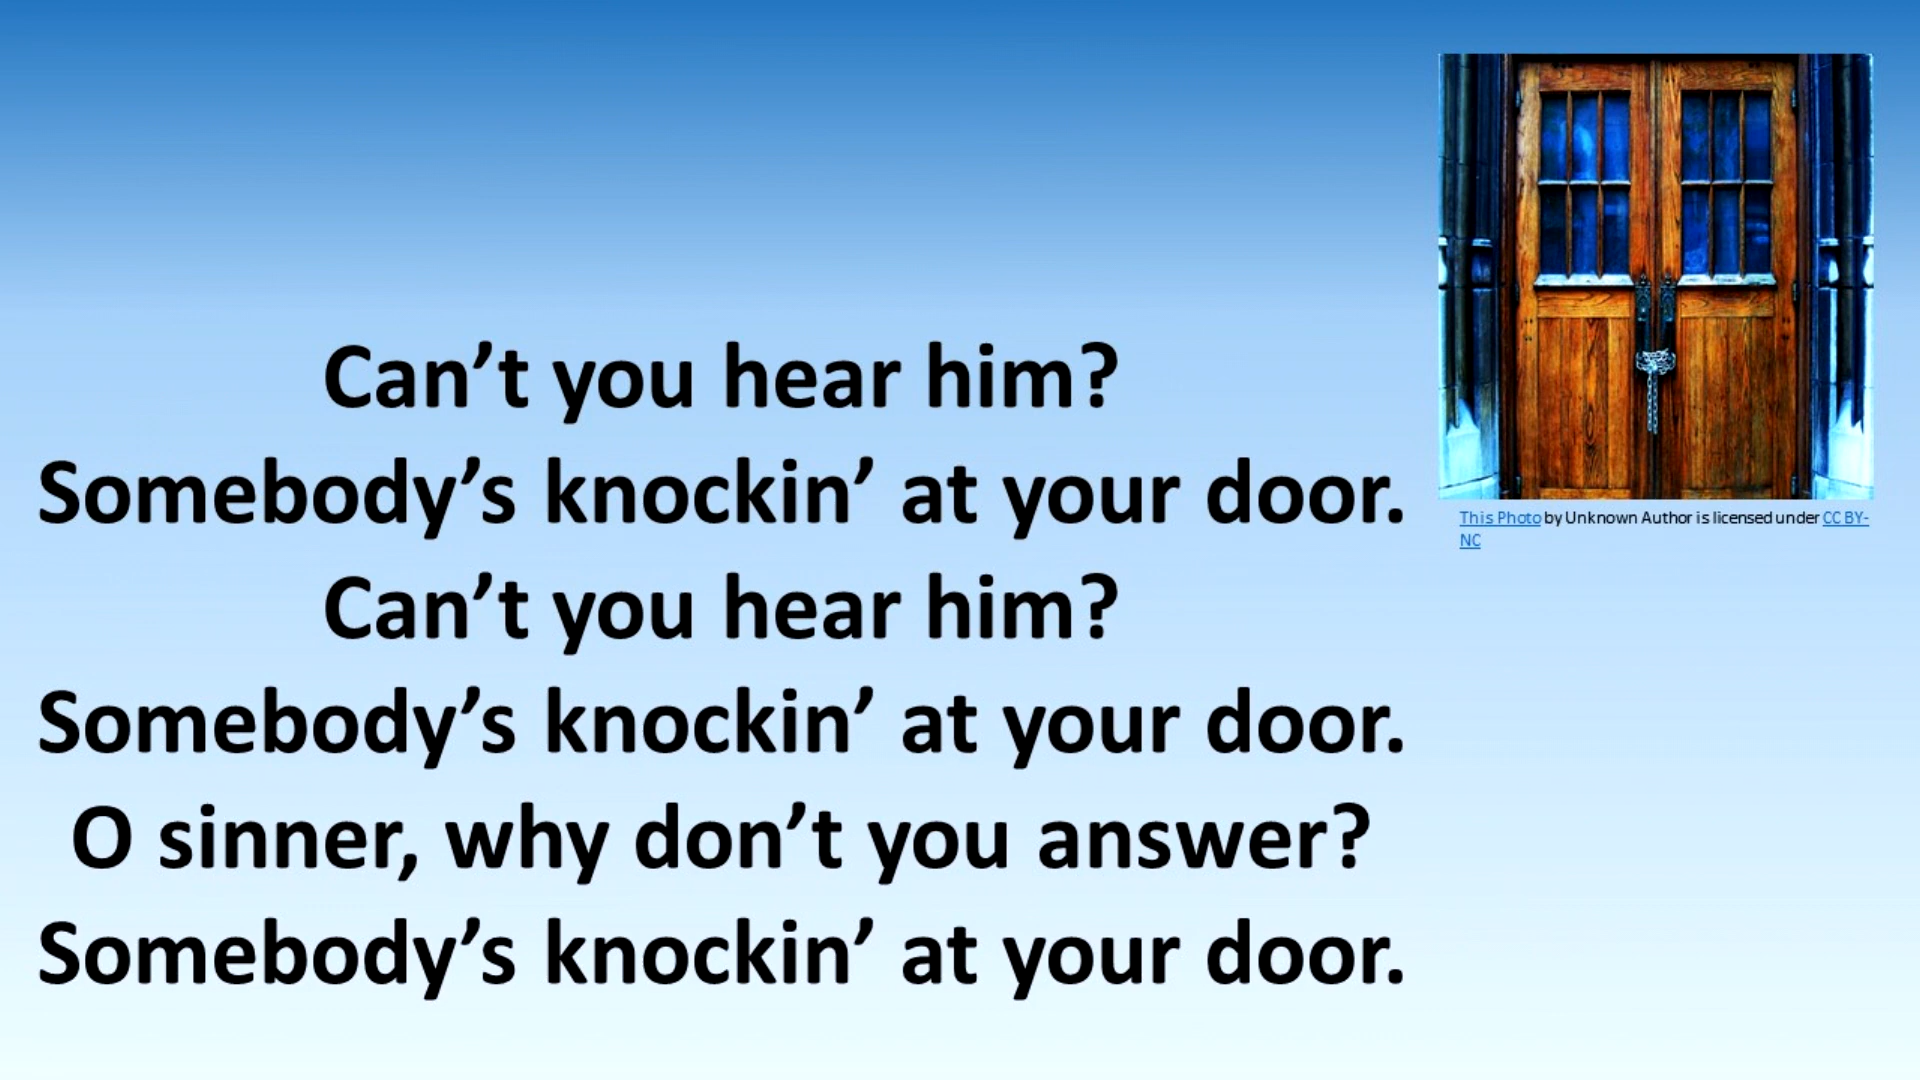 Can’t you hear him?
Somebody’s knockin’ at your door.
Can’t you hear him?
Somebody’s knockin’ at your door.
O sinner, why don’t you answer?
Somebody’s knockin’ at your door.
This Photo by Unknown Author is licensed under CC BY-
NC